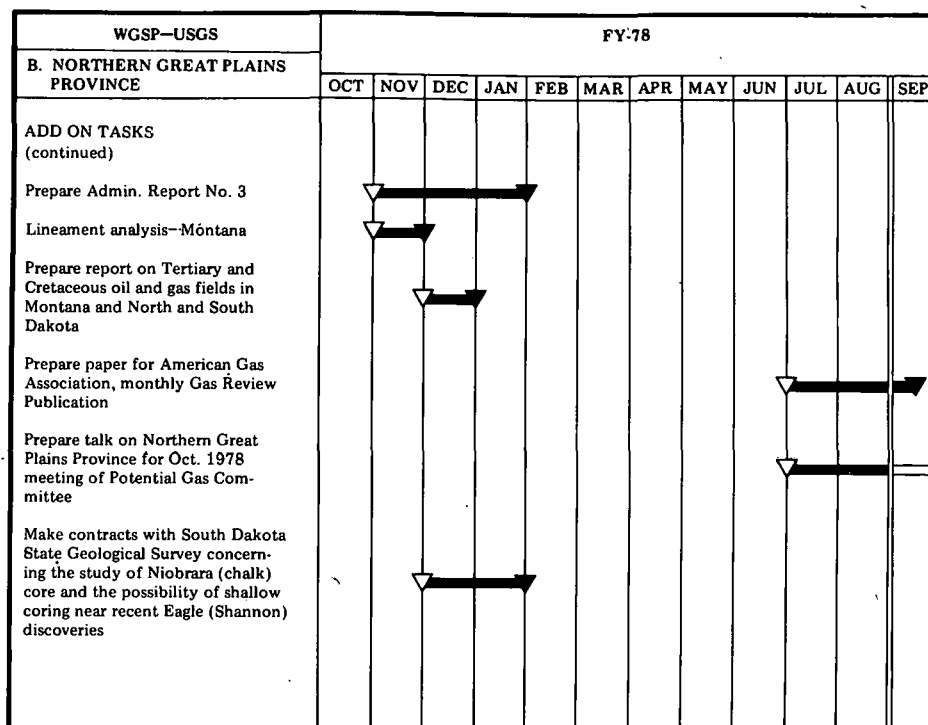 WGSP—USGS
FY-78
B. NORTHERN GREAT PLAINS
PROVINCE
OCT NOV DEC JAN FEB MAR APR MAY JUN JUL AUG SEP
ADD ON TASKS
(continued)
Prepare Admin. Report No. 3
Lineament analysis—Montana
Prepare report on Tertiary and
Cretaceous oil and gas fields in
Montana and North and South
Dakota
Prepare paper for American Gas
Association, monthly Gas Review
Publication
Prepare talk on Northern Great
Plains Province for Oct. 1978
meeting of Potential Gas Com-
mittee
Make contracts with South Dakota
State Geological Survey concern-
ing the study of Niobrara (chalk)
core and the possibility of shallow
coring near recent Eagle (Shannon)
discoveries